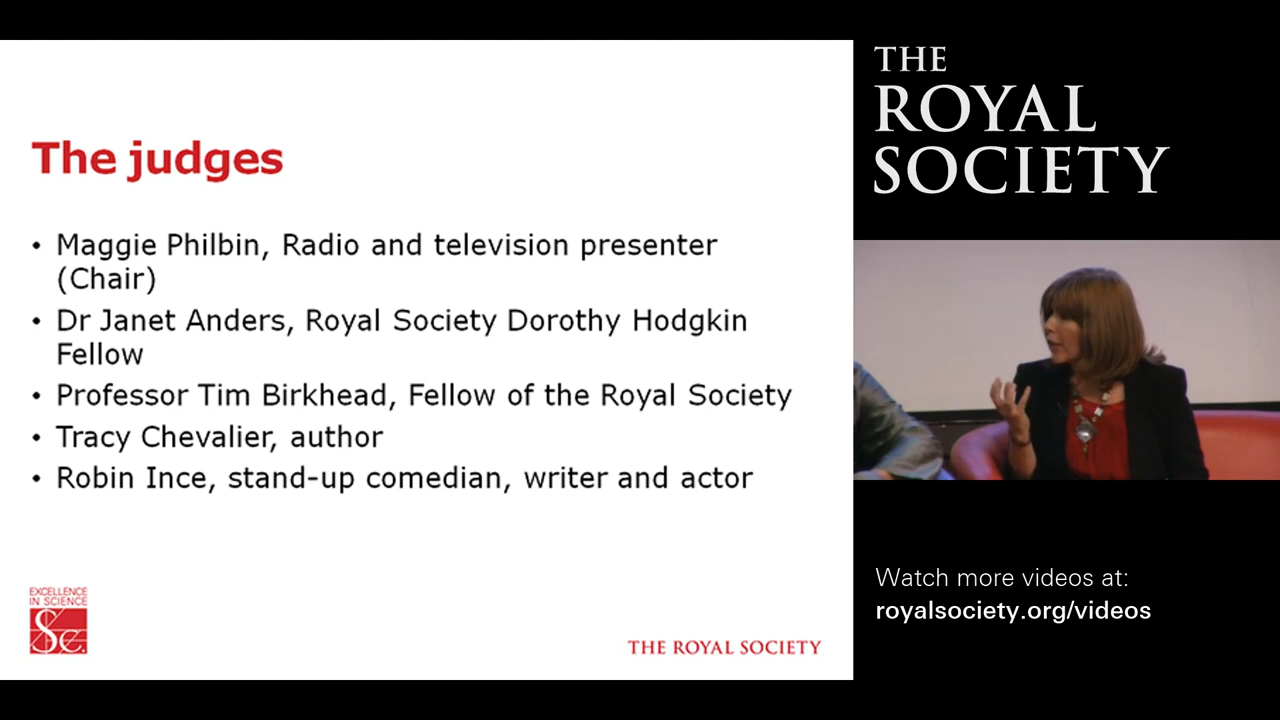 The judges
• Maggie Philbin, Radio and television presenter
(Chair)
• Dr Janet Anders, Royal Society Dorothy Hodgkin
Fellow
• Professor Tim Birkhead, Fellow of the Royal Society
• Tracy Chevalier, author
• Robin Ince, stand-up comedian, writer and actor
EXCELLENCE
IN SCIENCE
Sc.
THE ROYAL SOCIETY
THE
ROYAL
SOCIETY
Watch more videos at:
royalsociety.org/videos